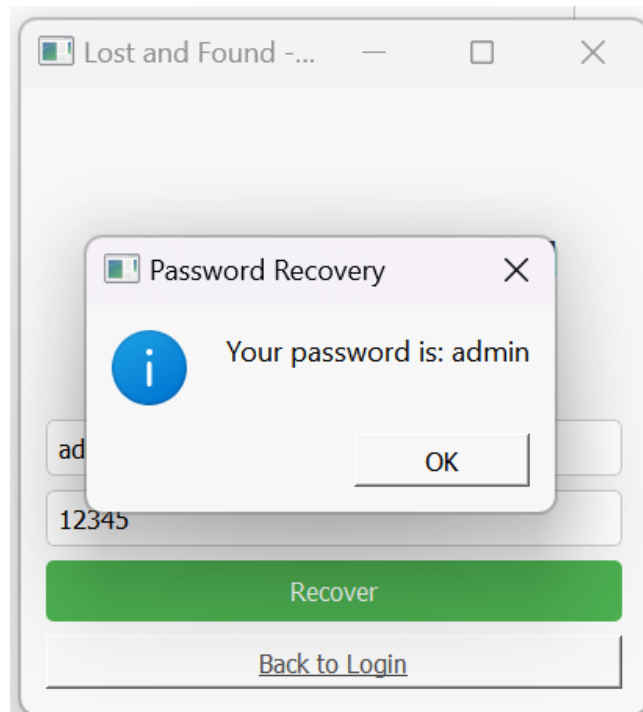 Lost and Found -...
Password Recovery
Your password is: admin
OK
ad
12345
Recover
Back to Login